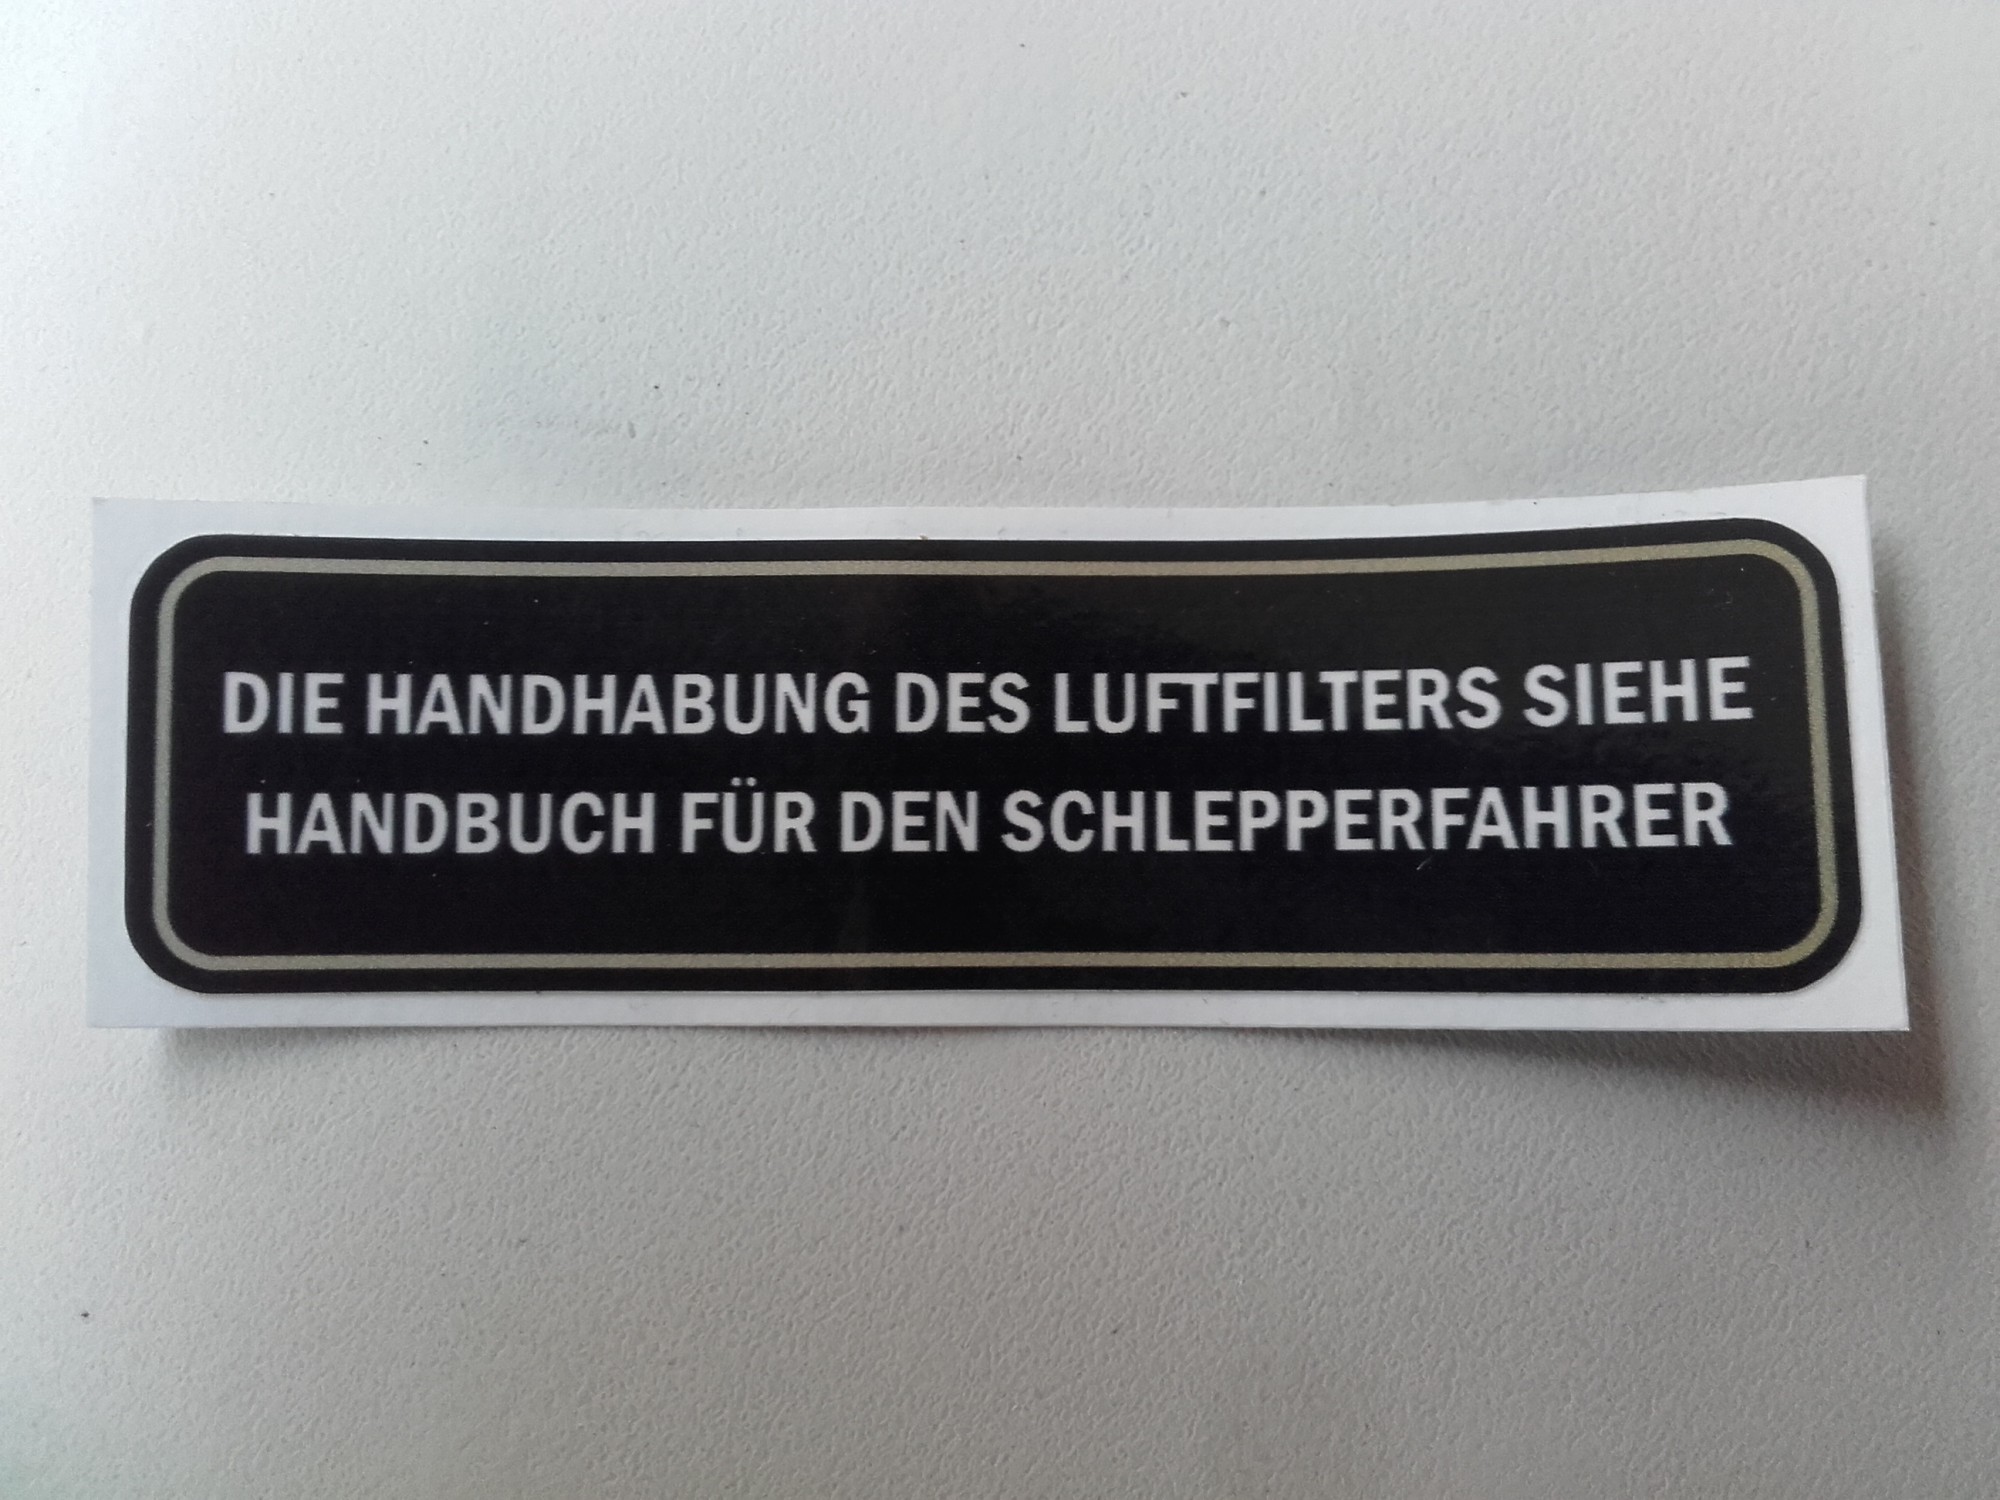 DIE HANDHABUNG DES LUFTFILTERS SIEHE
HANDBUCH FÜR DEN SCHLEPPERFAHRER